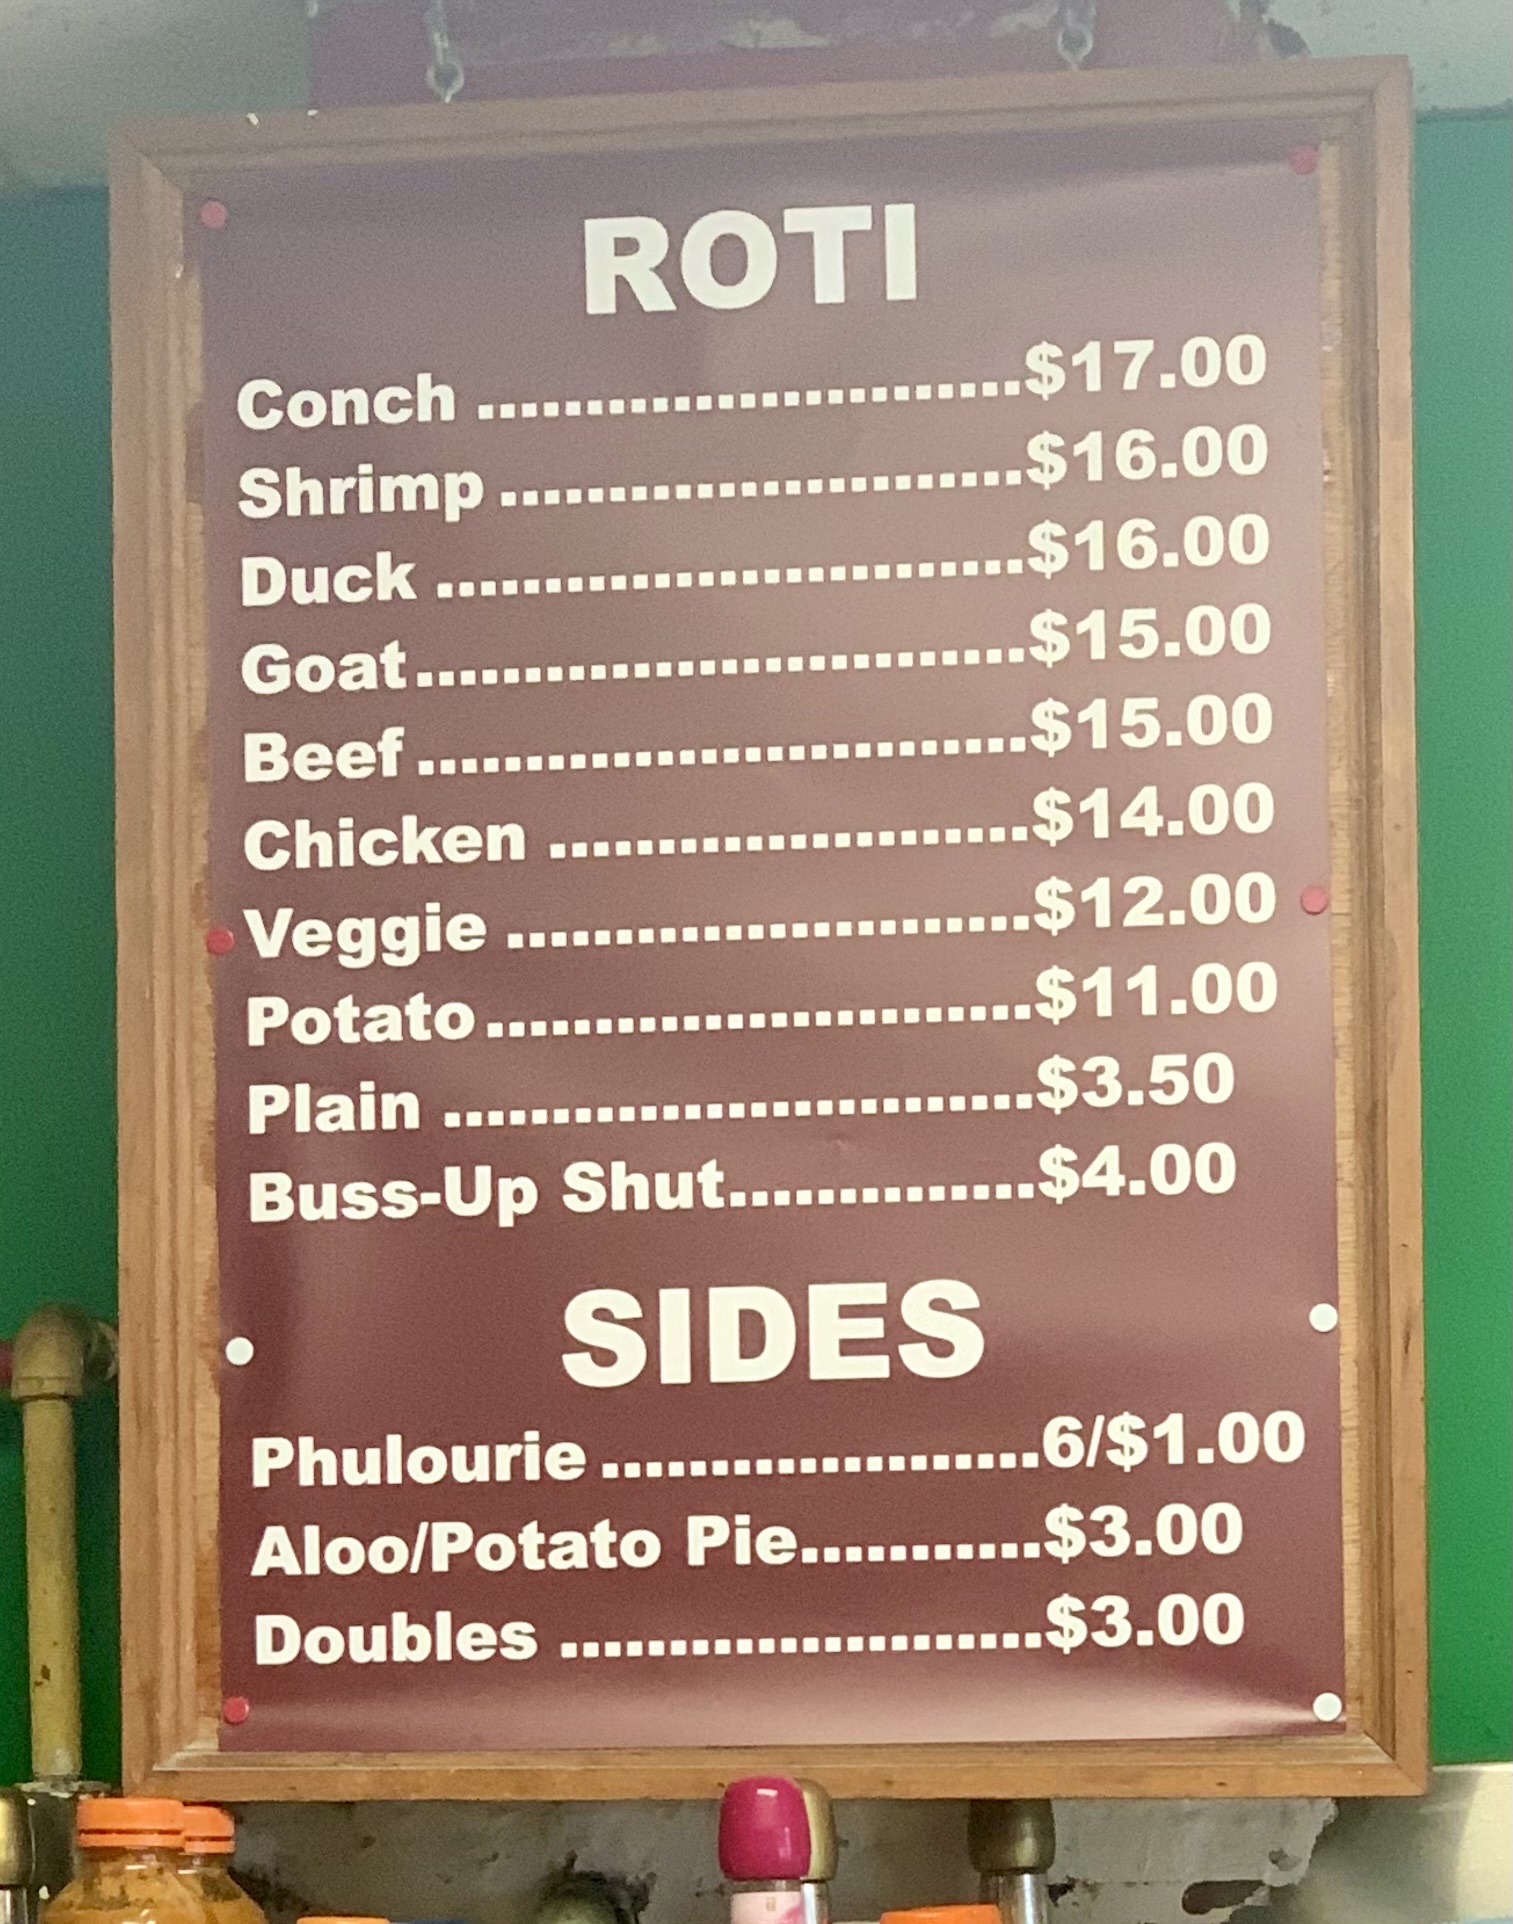 ROTI
Conch .........................$17.00
Shrimp ........................$16.00
Duck ...........................$16.00
Goat............................$15.00
Beef ............................$15.00
Chicken ......................$14.00
Veggie ........................$12.00
Potato.........................$11.00
Plain ...........................$3.50
Buss-Up Shut..............$4.00
SIDES
Phulourie ....................6/$1.00
Aloo/Potato Pie...........$3.00
Doubles ......................$3.00